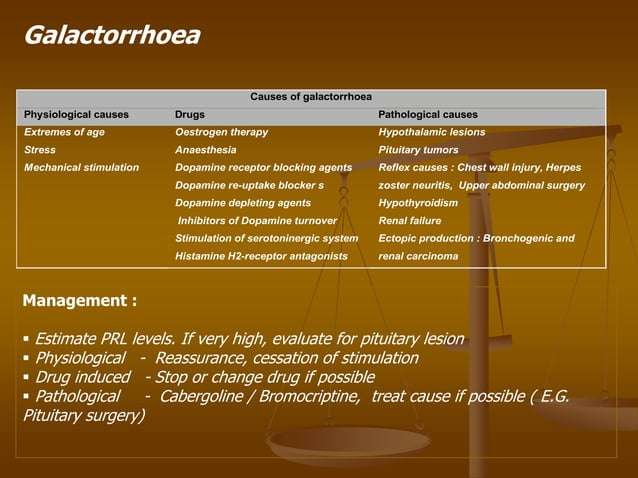 Galactorrhoea
Causes of galactorrhoea
Physiological causes Drugs Pathological causes
Extremes of age Oestrogen therapy Hypothalamic lesions
Stress Anaesthesia Pituitary tumors
Mechanical stimulation Dopamine receptor blocking agents Reflex causes : Chest wall injury, Herpes
Dopamine re-uptake blocker s zoster neuritis, Upper abdominal surgery
Dopamine depleting agents Hypothyroidism
Inhibitors of Dopamine turnover Renal failure
Stimulation of serotoninergic system Ectopic production : Bronchogenic and
Histamine H2-receptor antagonists renal carcinoma
Management :
▪ Estimate PRL levels. If very high, evaluate for pituitary lesion
▪ Physiological - Reassurance, cessation of stimulation
▪ Drug induced - Stop or change drug if possible
▪ Pathological - Cabergoline / Bromocriptine, treat cause if possible ( E.G.
Pituitary surgery)